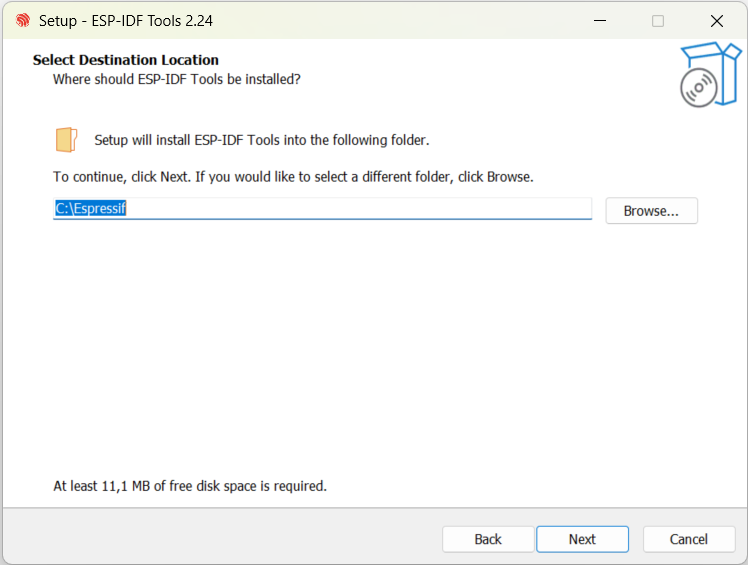 Setup - ESP-IDF Tools 2.24
Select Destination Location
Where should ESP-IDF Tools be installed?
Setup will install ESP-IDF Tools into the following folder.
To continue, click Next. If you would like to select a different folder, click Browse.
C:\Espressif
Browse...
At least 11,1 MB of free disk space is required.
Back
Next
Cancel